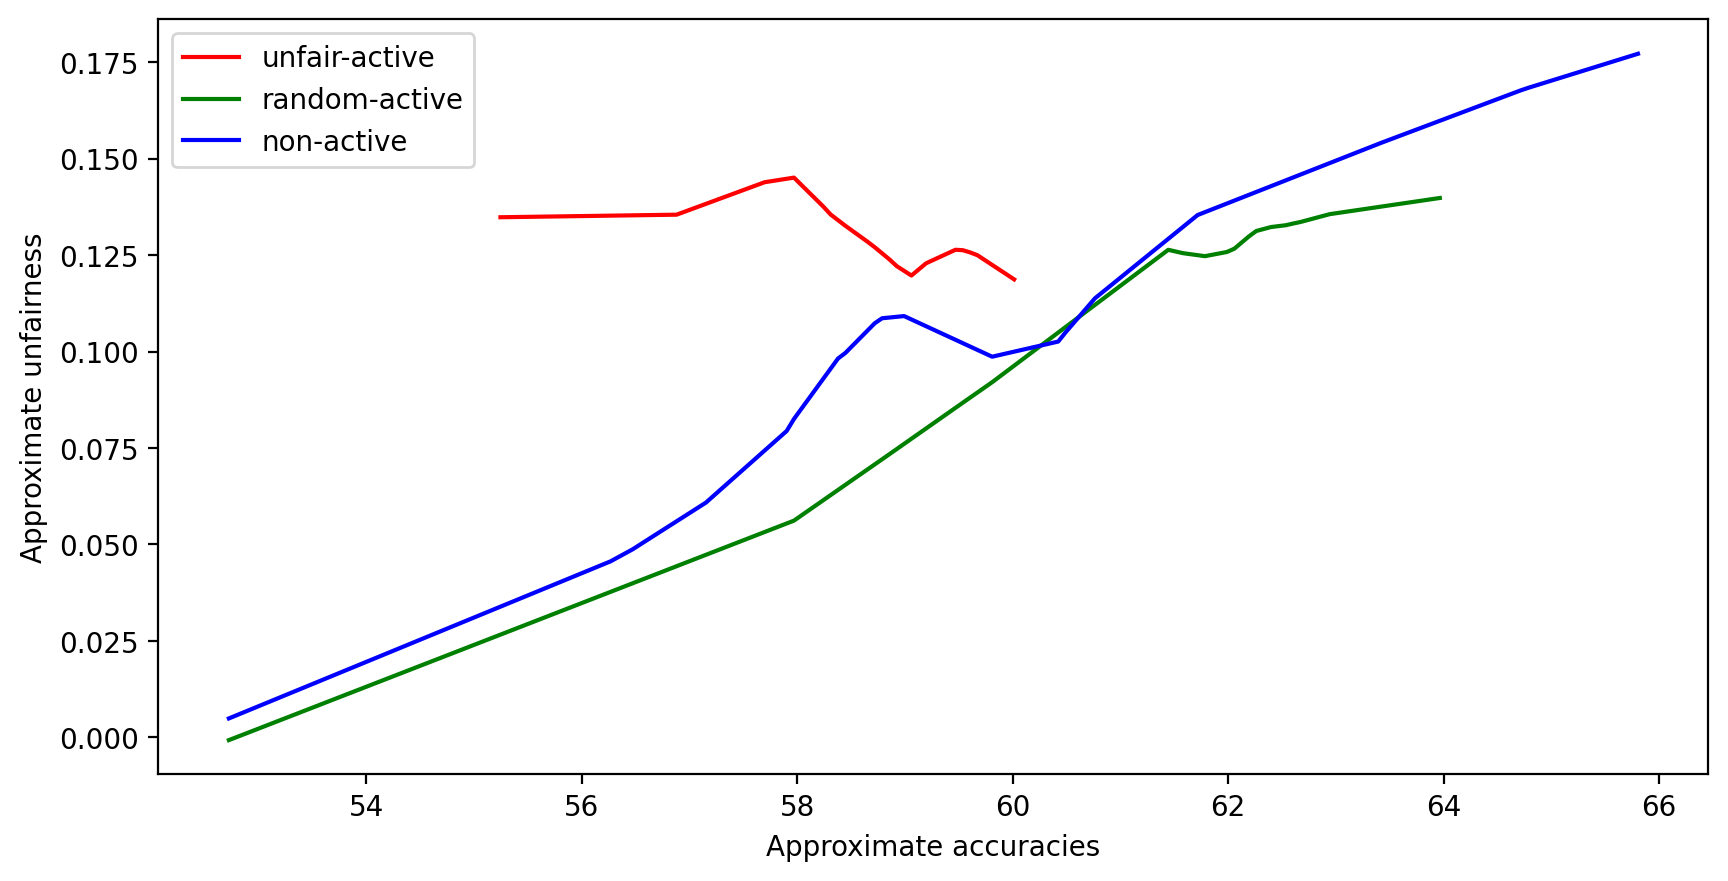 unfair-active
random-active
non-active
Approximate unfairness
0.175
0.150
0.125
0.100
0.075
0.050
0.025
0.000
54 56 58 60 62 64 66
Approximate accuracies